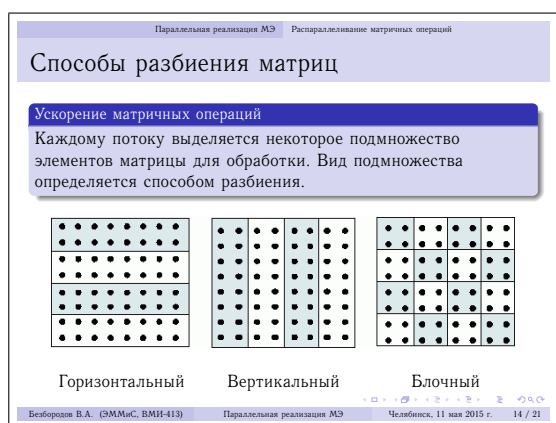 Параллельная реализация МЭ Распараллеливание матричных операций
Способы разбиения матриц
Ускорение матричных операций
Каждому потоку выделяется некоторое подмножество
элементов матрицы для обработки. Вид подмножества
определяется способом разбиения.
Горизонтальный Вертикальный Блочный
Безбородов В.А. (ЭММиС, ВМИ-413) Параллельная реализация МЭ Челябинск, 11 мая 2015 г. 14 / 21